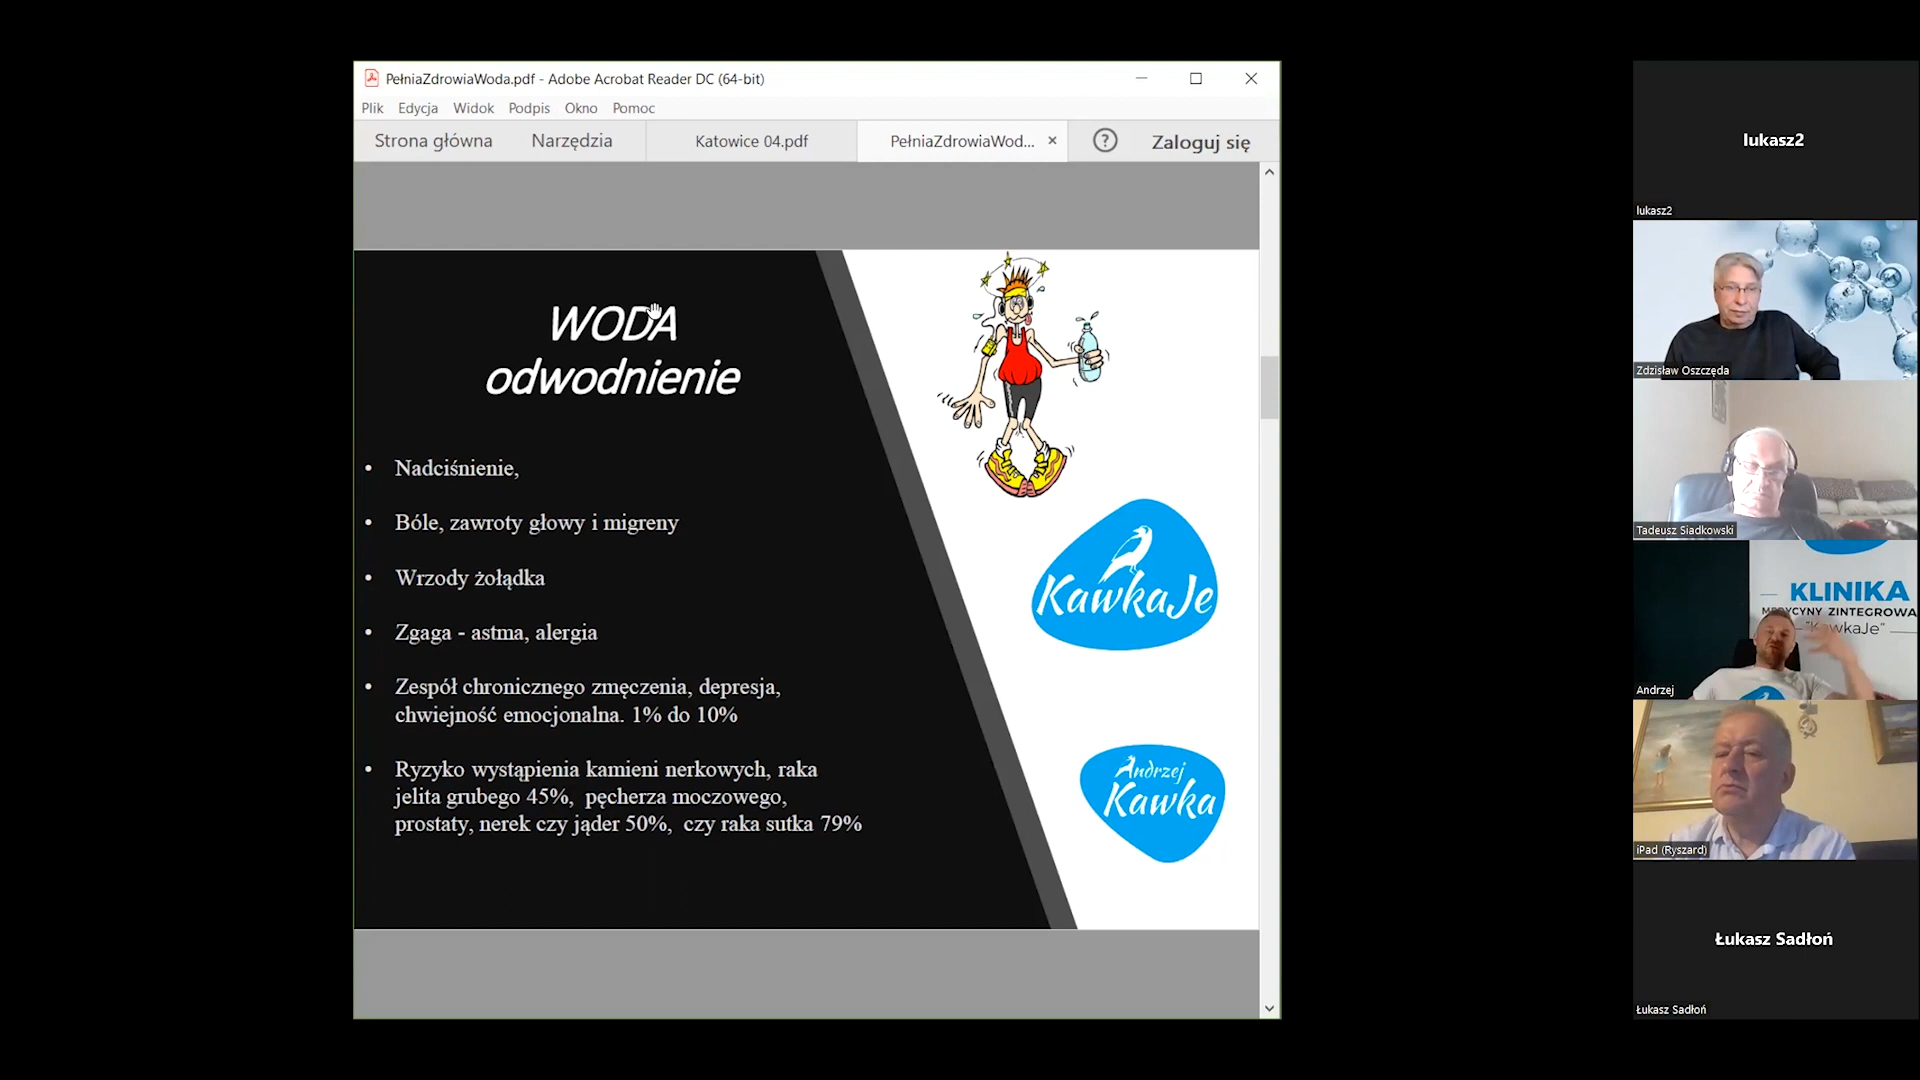 PełniaZdrowiaWoda.pdf - Adobe Acrobat Reader DC (64-bit)
Plik Edycja Widok Podpis Okno Pomoc
Strona główna Narzędzia Katowice 04.pdf PełniaZdrowiaWod... × ? Zaloguj się
WODA
odwodnienie
• Nadciśnienie,
• Bóle, zawroty głowy i migreny
• Wrzody żołądka
• Zgaga - astma, alergia
• Zespół chronicznego zmęczenia, depresja,
chwiejność emocjonalna. 1% do 10%
• Ryzyko wystąpienia kamieni nerkowych, raka
jelita grubego 45%, pęcherza moczowego,
prostaty, nerek czy jąder 50%, czy raka sutka 79%
KawkaJe
Andrzej
Kawka
lukasz2
lukasz2
Zdzisław Oszczęda
Tadeusz Siadkowski
KLINIKA
MEDYCYNY ZINTEGROWA
"KawkaJe"
Andrzej
iPad (Ryszard)
Łukasz Sadłoń
Łukasz Sadłoń